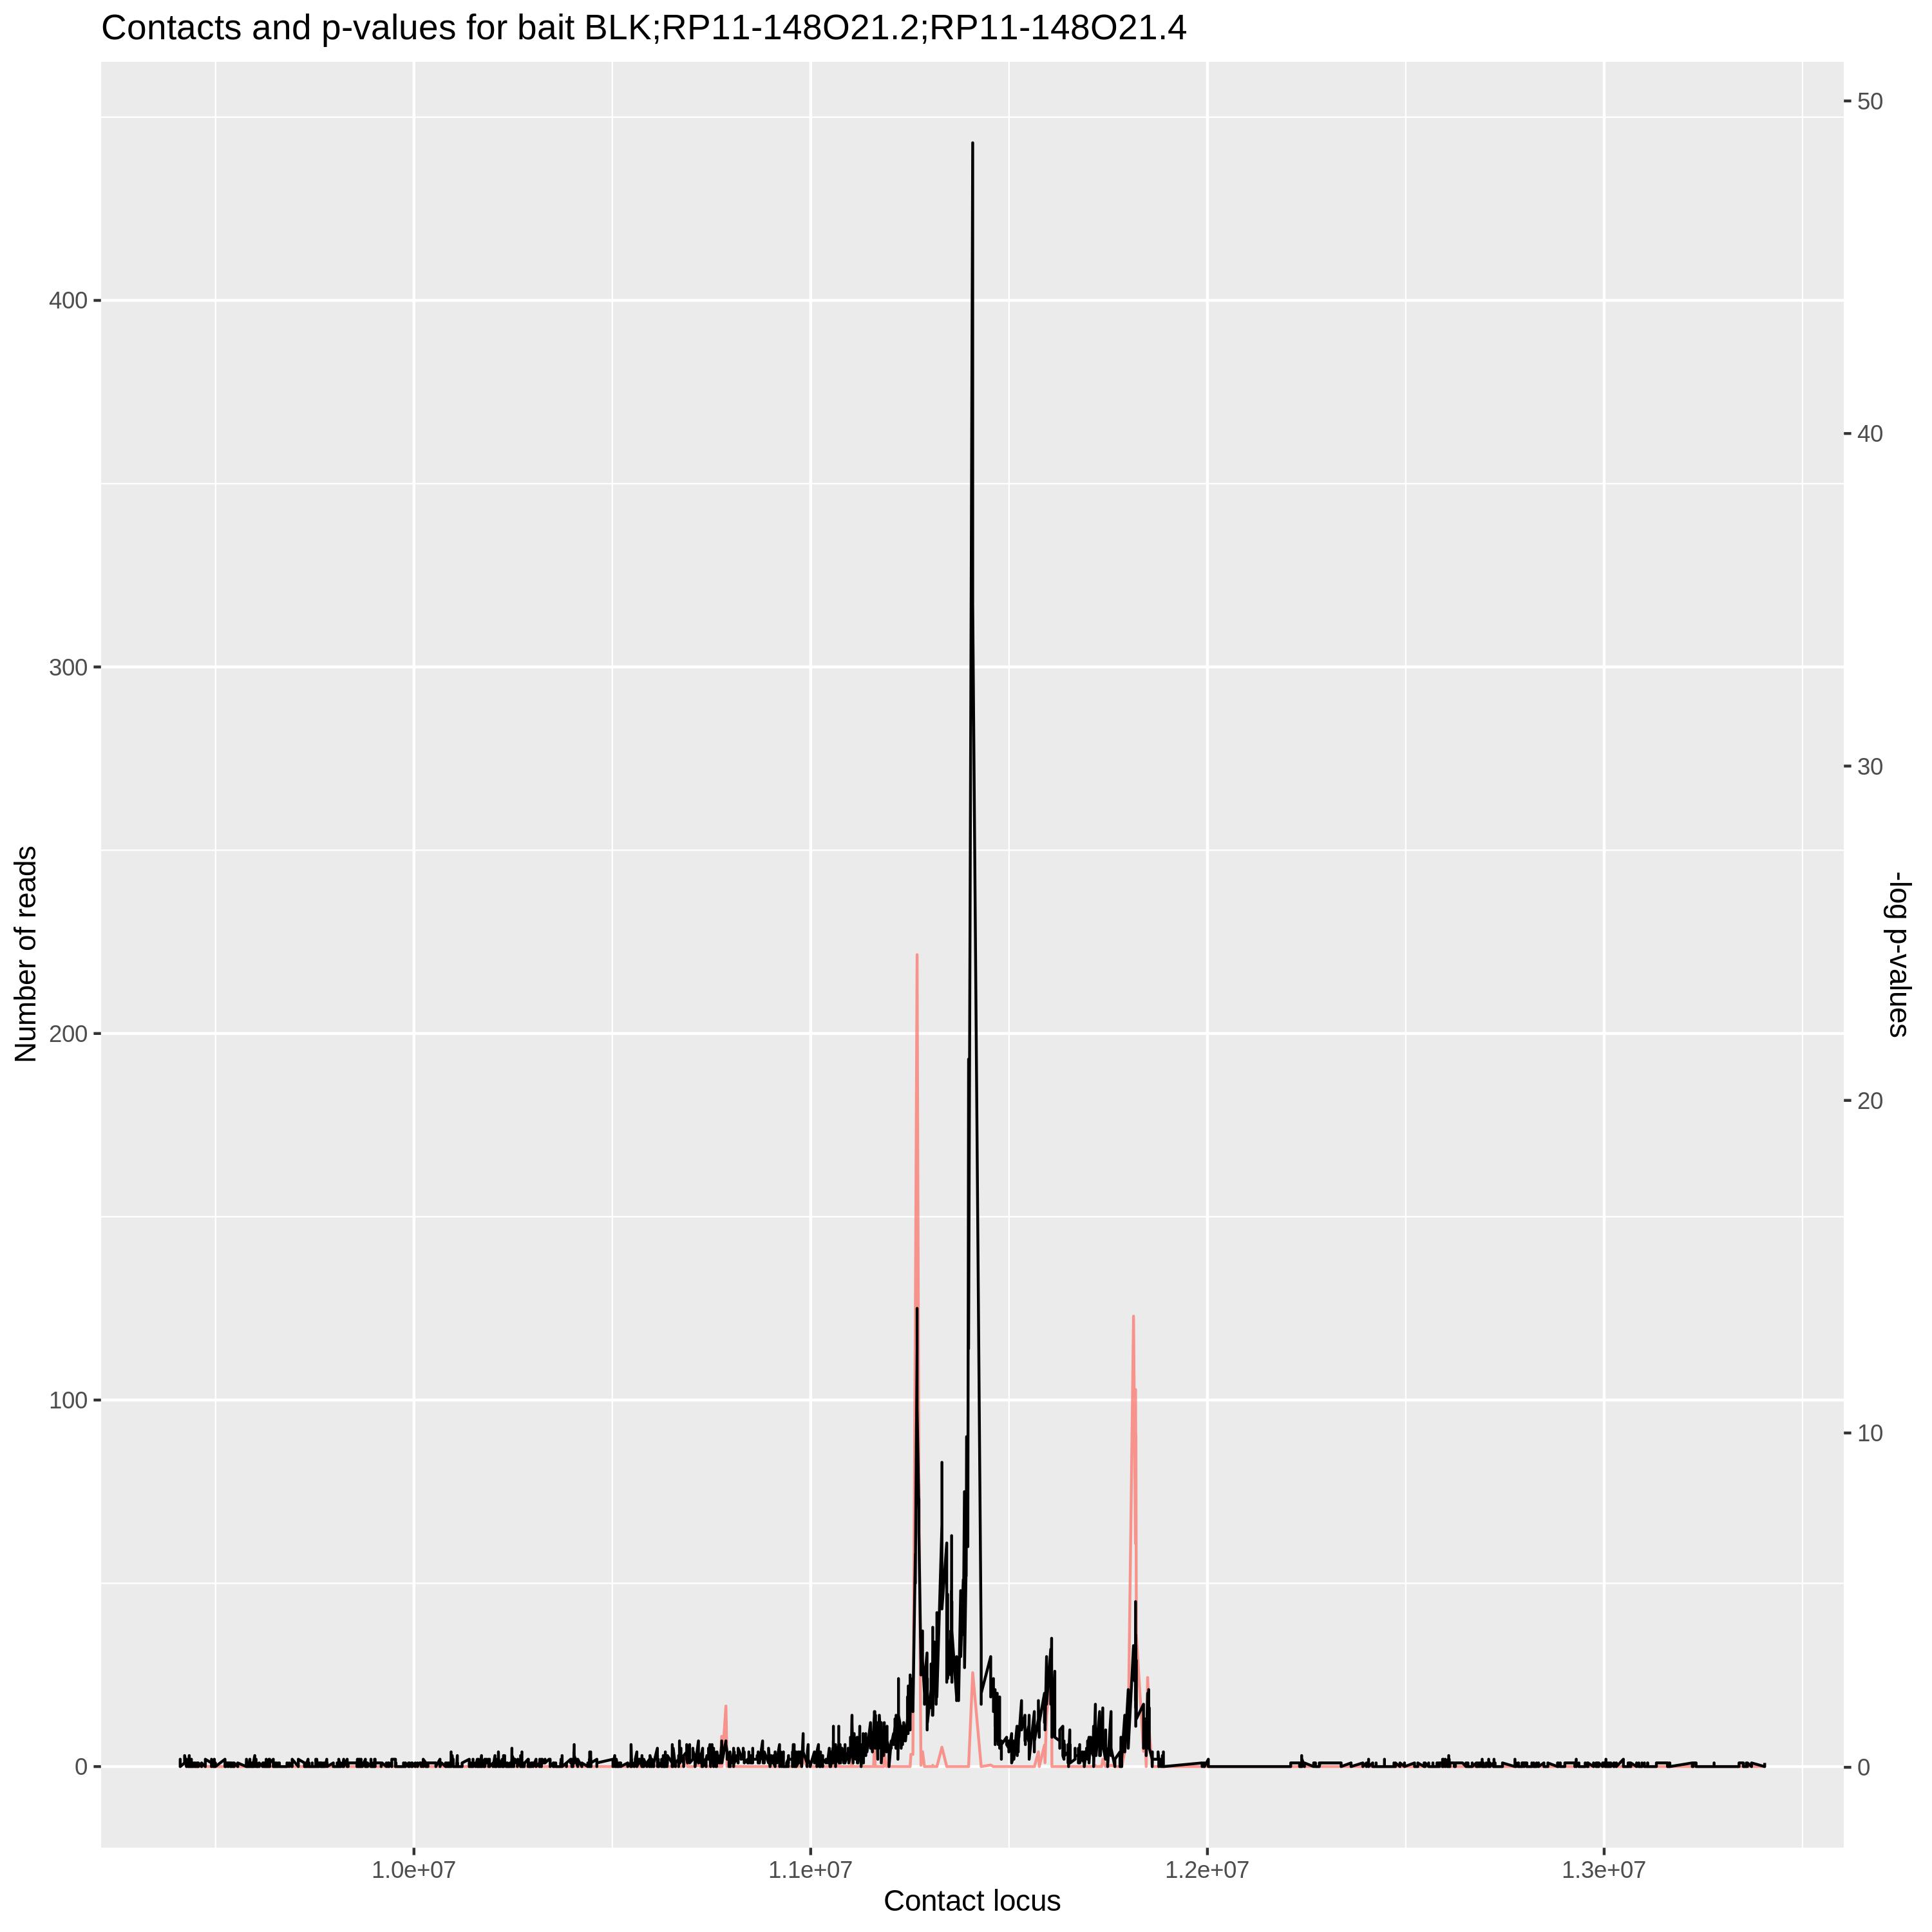 Contacts and p-values for bait BLK;RP11-148O21.2;RP11-148O21.4
50
400
40
300
30
Number of reads
-log p-values
200
20
100
10
0
0
1.0e+07
1.1e+07
1.2e+07
1.3e+07
Contact locus